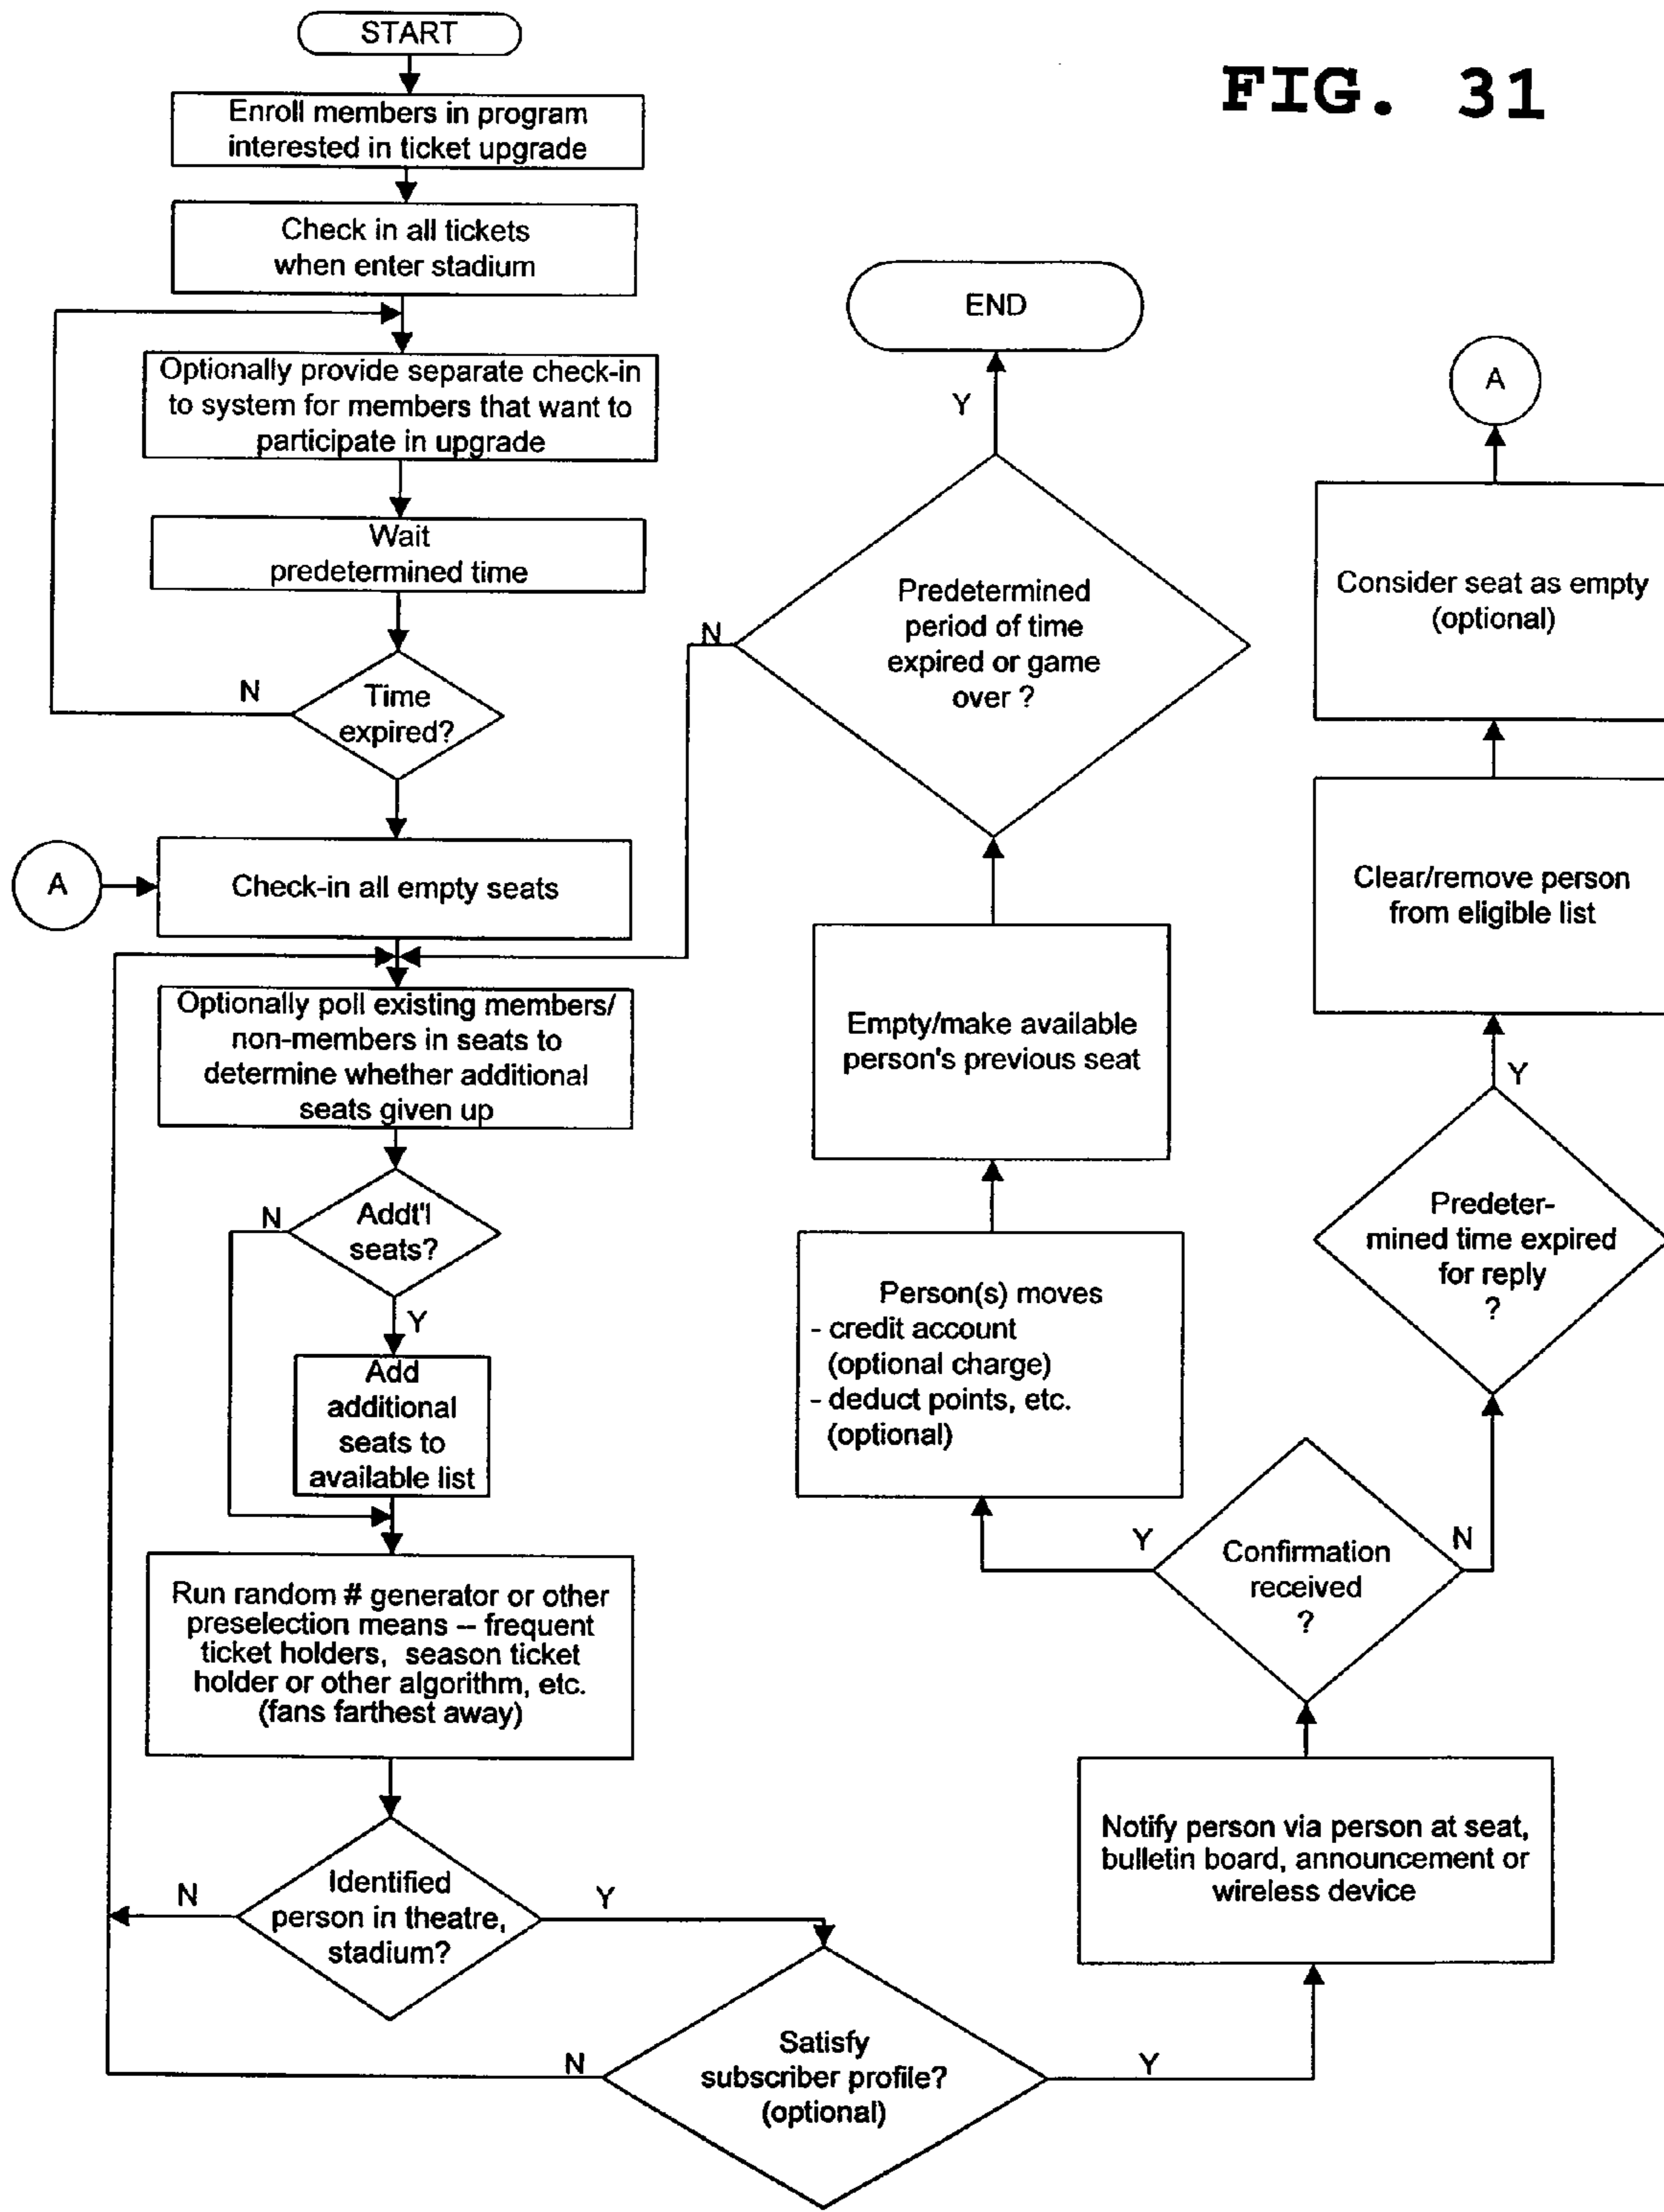 FIG. 31
START
Enroll members in program
interested in ticket upgrade
Check in all tickets
when enter stadium
Optionally provide separate check-in
to system for members that want to
participate in upgrade
Wait
predetermined time
N
Time
expired?
A
Check-in all empty seats
Optionally poll existing members/
non-members in seats to
determine whether additional
seats given up
N
Addt'l
seats?
Y
Add
additional
seats to
available list
Run random # generator or other
preselection means -- frequent
ticket holders, season ticket
holder or other algorithm, etc.
(fans farthest away)
N
Identified
person in theatre,
stadium?
Y
N
Satisfy
subscriber profile?
(optional)
Y
Notify person via person at seat,
bulletin board, announcement or
wireless device
Y
Confirmation
received
?
N
Person(s) moves
- credit account
(optional charge)
- deduct points, etc.
(optional)
Empty/make available
person's previous seat
N
Predetermined
period of time
expired or game
over ?
Y
END
Predeter-
mined time expired
for reply
?
Y
Clear/remove person
from eligible list
Consider seat as empty
(optional)
A